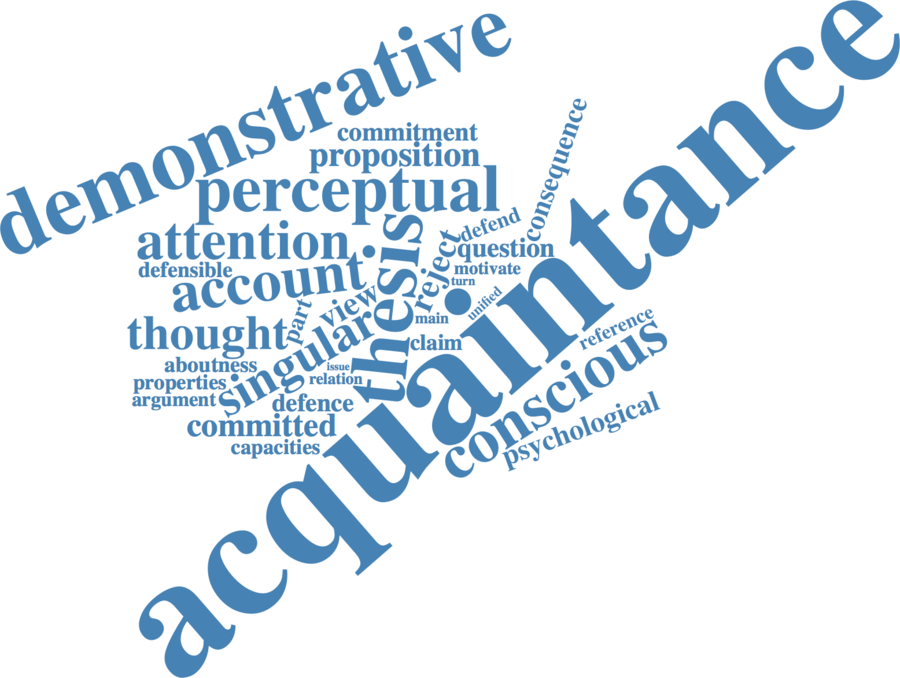 demonstrative
acquaintance
commitment
proposition
perceptual
consequence
attention
defensible
account
thesis
reject
defend
question
motivate
turn
unified
thought
part
view
singular
main
claim
aboutness
properties
argument
issue
relation
defence
committed
capacities
reference
conscious
psychological